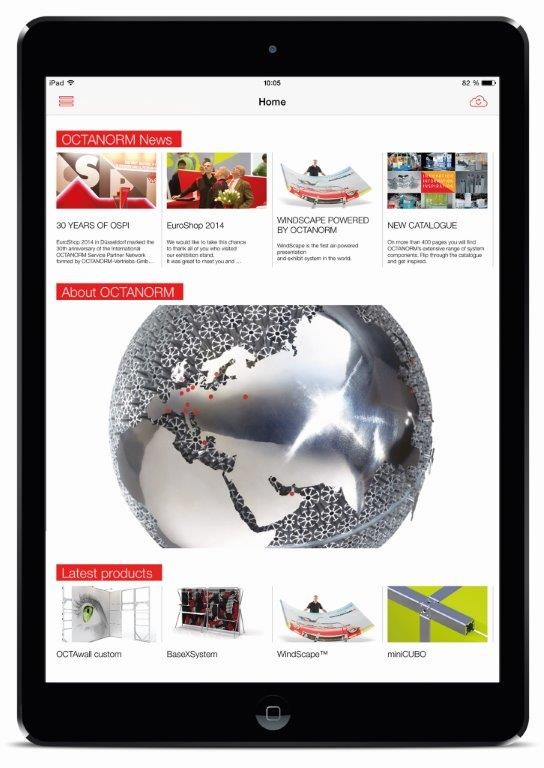 iPad 10:05 82 %
Home
OCTANORM News
30 YEARS OF OSPI
EuroShop 2014 in Düsseldorf marked the
30th anniversary of the International
OCTANORM Service Partner Network
formed by OCTANORM-Vertriebs-Gmb...
EuroShop 2014
We would like to take this chance
to thank all of you who visited
our exhibition stand.
It was great to meet you and ...
WINDSCAPE POWERED
BY OCTANORM
WindScape is the first air-powered
presentation
and exhibit system in the world.
INNOVATION
INFORMATION
INSPIRATION
NEW CATALOGUE
On more than 400 pages you will find
OCTANORM's extensive range of system
components. Flip through the catalogue
and get inspired.
About OCTANORM
Latest products
OCTAwall custom
BaseXSystem
WindScape™
miniCUBO